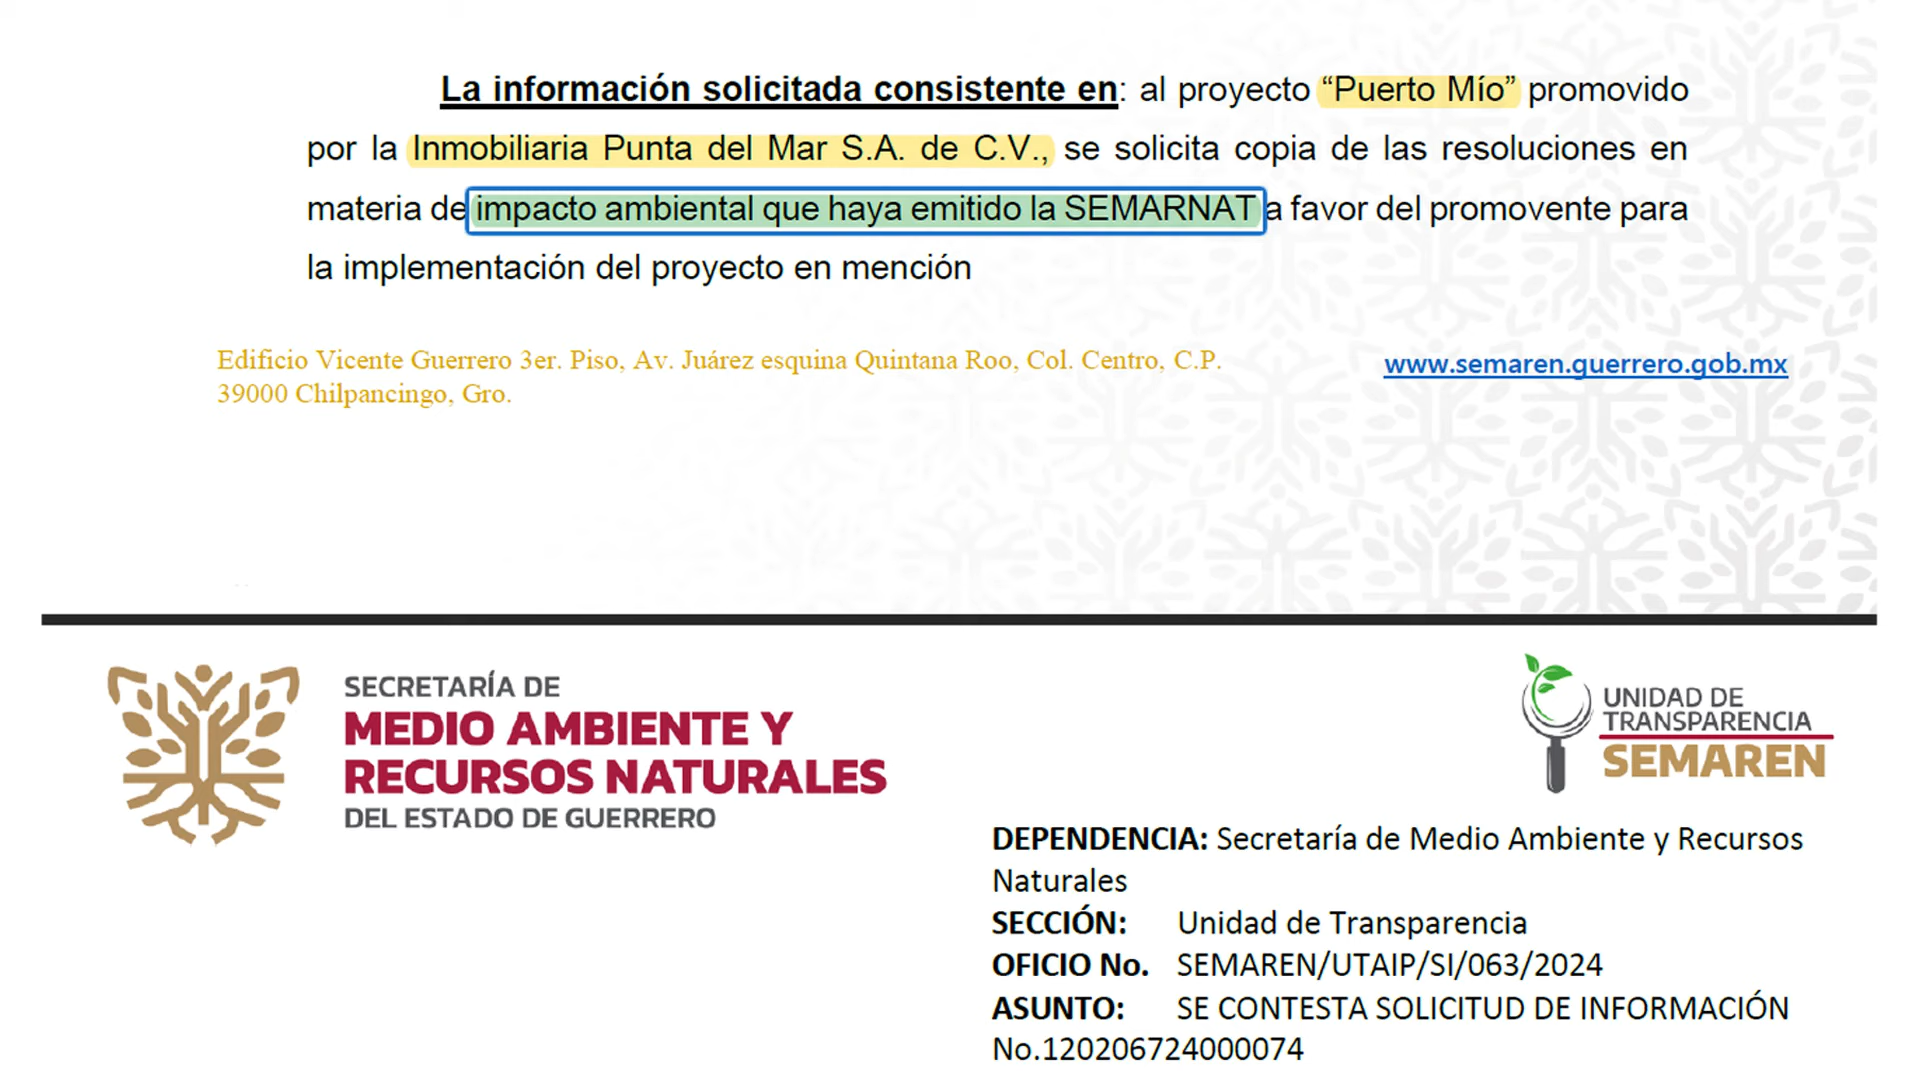 La información solicitada consistente en: al proyecto “Puerto Mío” promovido
por la Inmobiliaria Punta del Mar S.A. de C.V., se solicita copia de las resoluciones en
materia de impacto ambiental que haya emitido la SEMARNAT a favor del promovente para
la implementación del proyecto en mención
Edificio Vicente Guerrero 3er. Piso, Av. Juárez esquina Quintana Roo, Col. Centro, C.P.
39000 Chilpancingo, Gro.
www.semaren.guerrero.gob.mx
SECRETARÍA DE
MEDIO AMBIENTE Y
RECURSOS NATURALES
DEL ESTADO DE GUERRERO
UNIDAD DE
TRANSPARENCIA
SEMAREN
DEPENDENCIA: Secretaría de Medio Ambiente y Recursos
Naturales
SECCIÓN: Unidad de Transparencia
OFICIO No. SEMAREN/UTAIP/SI/063/2024
ASUNTO: SE CONTESTA SOLICITUD DE INFORMACIÓN
No.120206724000074